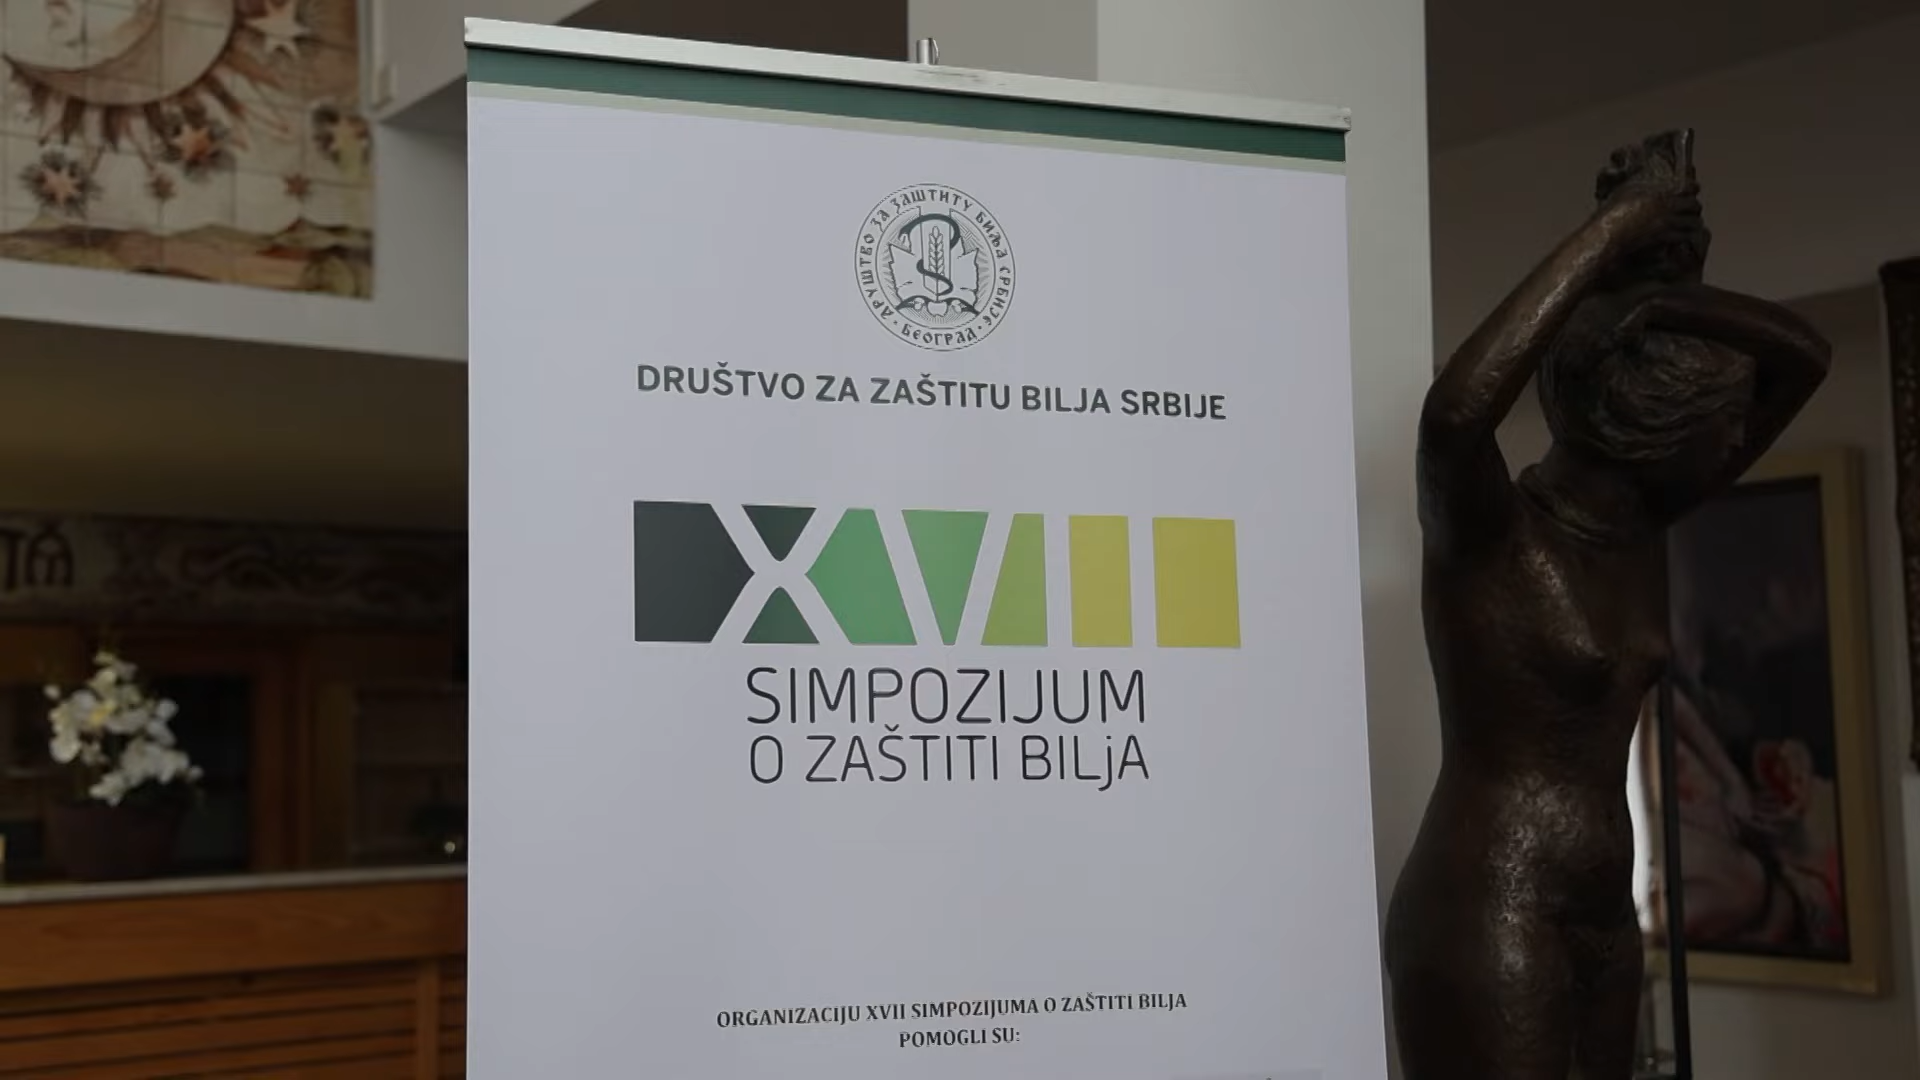 ДРУШТВО ЗА ЗАШТИТУ БИЉА СРБИЈЕ
· БЕОГРАД ·
DRUŠTVO ZA ZAŠTITU BILJA SRBIJE
XVII
SIMPOZIJUM
O ZAŠTITI BILjA
ORGANIZACIJU XVII SIMPOZIJUMA O ZAŠTITI BILJA
POMOGLI SU: